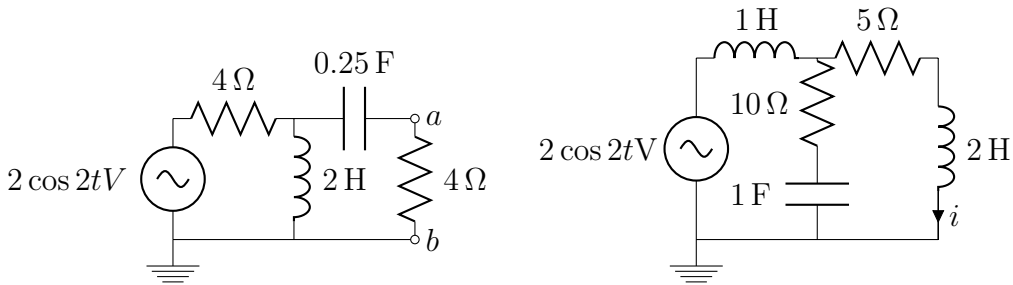 4 Ω
0.25 F
a
2 cos 2tV
2 H
4 Ω
b
1 H
5 Ω
10 Ω
2 cos 2tV
2 H
1 F
i